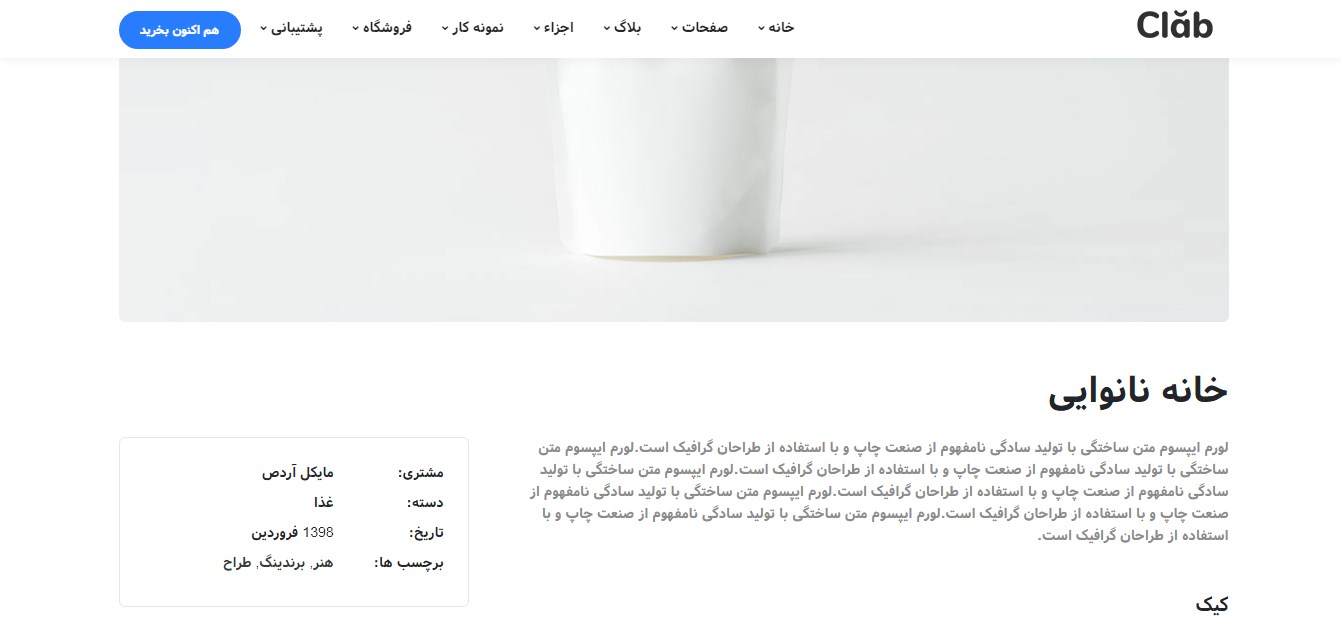 Clăb
خانه
صفحات
بلاگ
اجزاء
نمونه کار
فروشگاه
پشتیبانی
هم اکنون بخرید
خانه نانوایی
لورم ایپسوم متن ساختگی با تولید سادگی نامفهوم از صنعت چاپ و با استفاده از طراحان گرافیک است.لورم ایپسوم متن
ساختگی با تولید سادگی نامفهوم از صنعت چاپ و با استفاده از طراحان گرافیک است.لورم ایپسوم متن ساختگی با تولید
سادگی نامفهوم از صنعت چاپ و با استفاده از طراحان گرافیک است.لورم ایپسوم متن ساختگی با تولید سادگی نامفهوم از
صنعت چاپ و با استفاده از طراحان گرافیک است.لورم ایپسوم متن ساختگی با تولید سادگی نامفهوم از صنعت چاپ و با
استفاده از طراحان گرافیک است.
کیک
مشتری: مایکل آردص
دسته: غذا
تاریخ: 1398 فروردین
برچسب ها: هنر, برندینگ, طراح